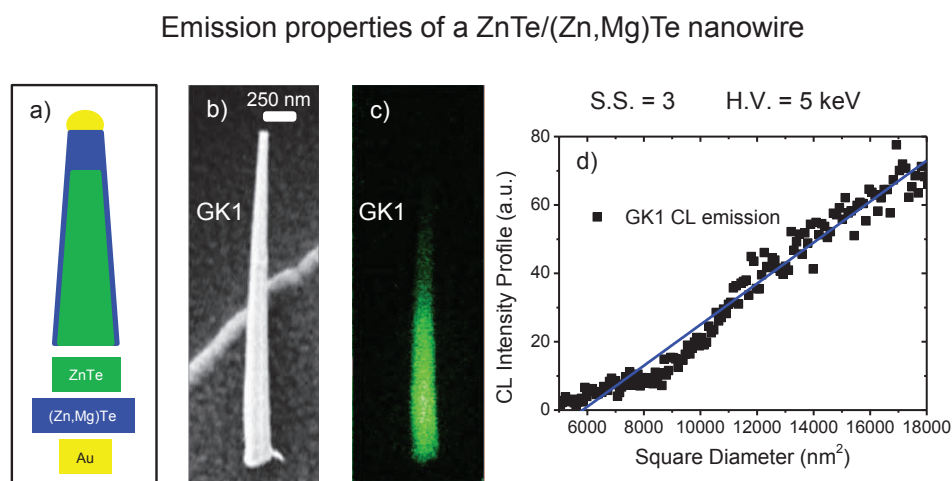 Emission properties of a ZnTe/(Zn,Mg)Te nanowire
a)
ZnTe
(Zn,Mg)Te
Au
b)
250 nm
GK1
c)
GK1
S.S. = 3 H.V. = 5 keV
d)
GK1 CL emission
CL Intensity Profile (a.u.)
80
60
40
20
0
6000 8000 10000 12000 14000 16000 18000
Square Diameter (nm²)